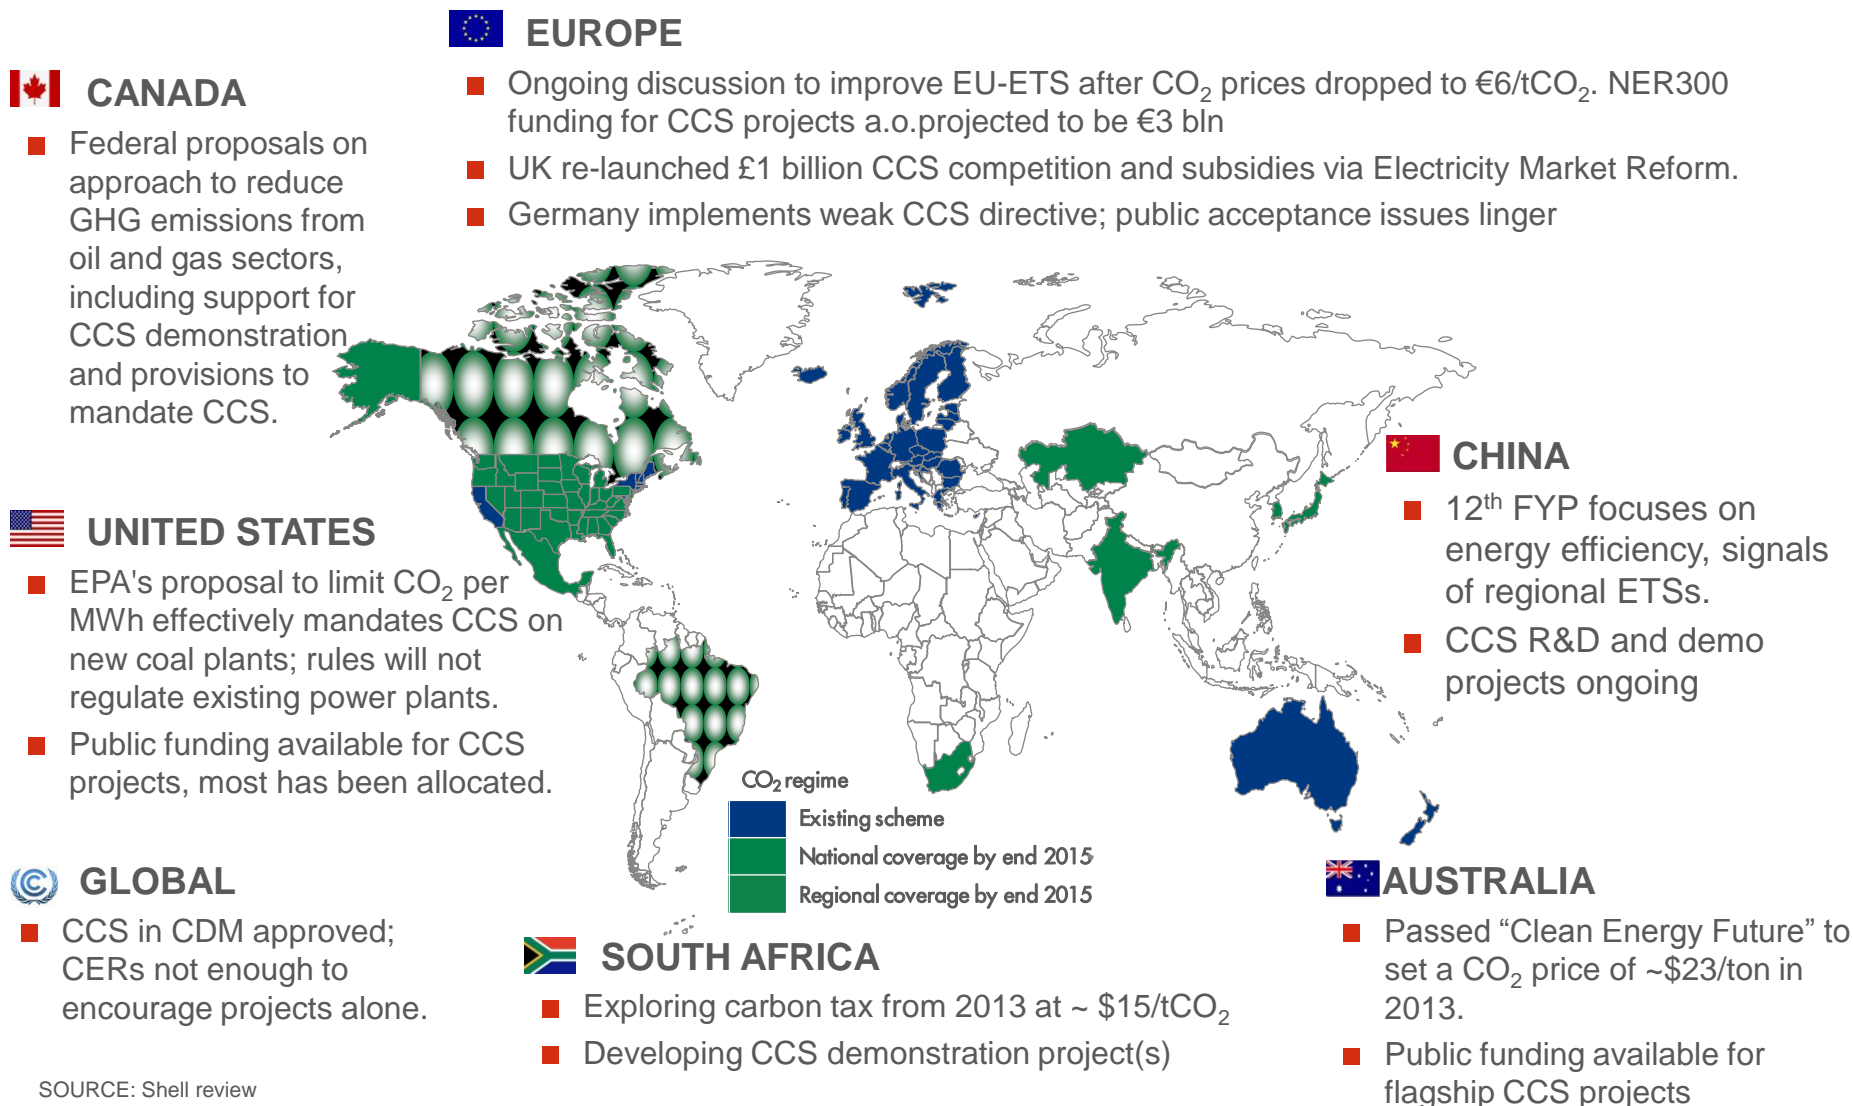 EUROPE
Ongoing discussion to improve EU-ETS after CO2 prices dropped to €6/tCO2. NER300
funding for CCS projects a.o.projected to be €3 bln
UK re-launched £1 billion CCS competition and subsidies via Electricity Market Reform.
Germany implements weak CCS directive; public acceptance issues linger
CANADA
Federal proposals on
approach to reduce
GHG emissions from
oil and gas sectors,
including support for
CCS demonstration
and provisions to
mandate CCS.
UNITED STATES
EPA's proposal to limit CO2 per
MWh effectively mandates CCS on
new coal plants; rules will not
regulate existing power plants.
Public funding available for CCS
projects, most has been allocated.
CHINA
12th FYP focuses on
energy efficiency, signals
of regional ETSs.
CCS R&D and demo
projects ongoing
CO2 regime
Existing scheme
National coverage by end 2015
Regional coverage by end 2015
GLOBAL
CCS in CDM approved;
CERs not enough to
encourage projects alone.
SOUTH AFRICA
Exploring carbon tax from 2013 at ~ $15/tCO2
Developing CCS demonstration project(s)
AUSTRALIA
Passed “Clean Energy Future” to
set a CO2 price of ~$23/ton in
2013.
Public funding available for
flagship CCS projects
SOURCE: Shell review